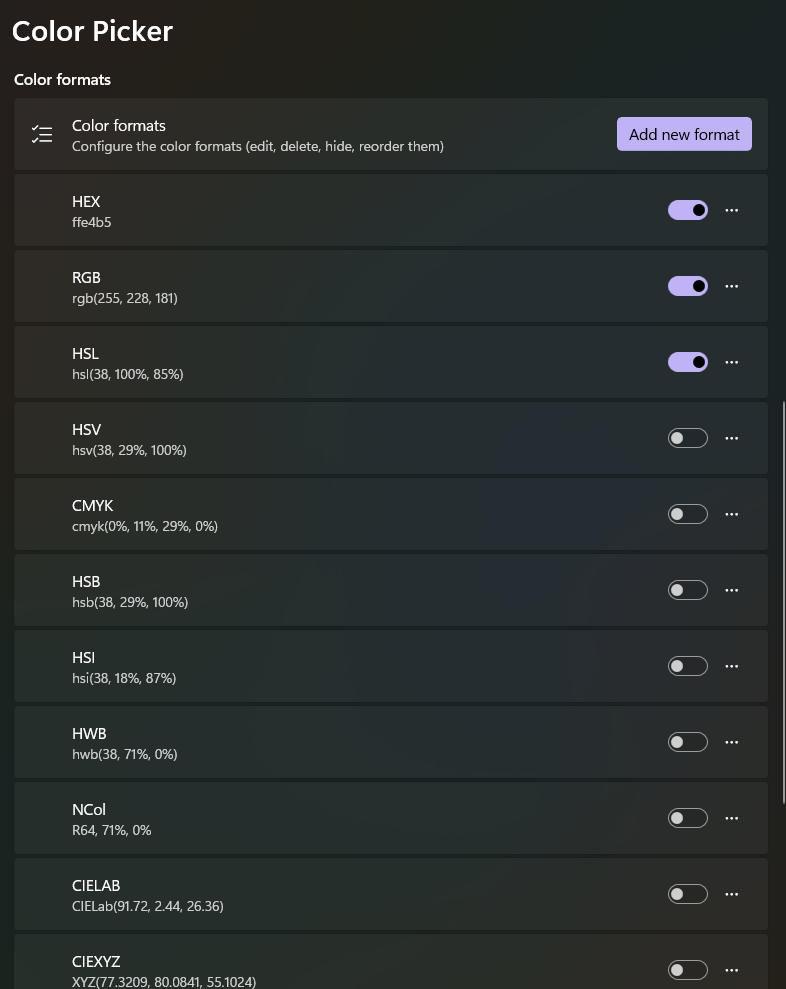 Color Picker
Color formats
Color formats
Configure the color formats (edit, delete, hide, reorder them)
Add new format
HEX
ffe4b5
RGB
rgb(255, 228, 181)
HSL
hsl(38, 100%, 85%)
HSV
hsv(38, 29%, 100%)
CMYK
cmyk(0%, 11%, 29%, 0%)
HSB
hsb(38, 29%, 100%)
HSI
hsi(38, 18%, 87%)
HWB
hwb(38, 71%, 0%)
NCol
R64, 71%, 0%
CIELAB
CIELab(91.72, 2.44, 26.36)
CIEXYZ
XYZ(77.3209, 80.0841, 55.1024)